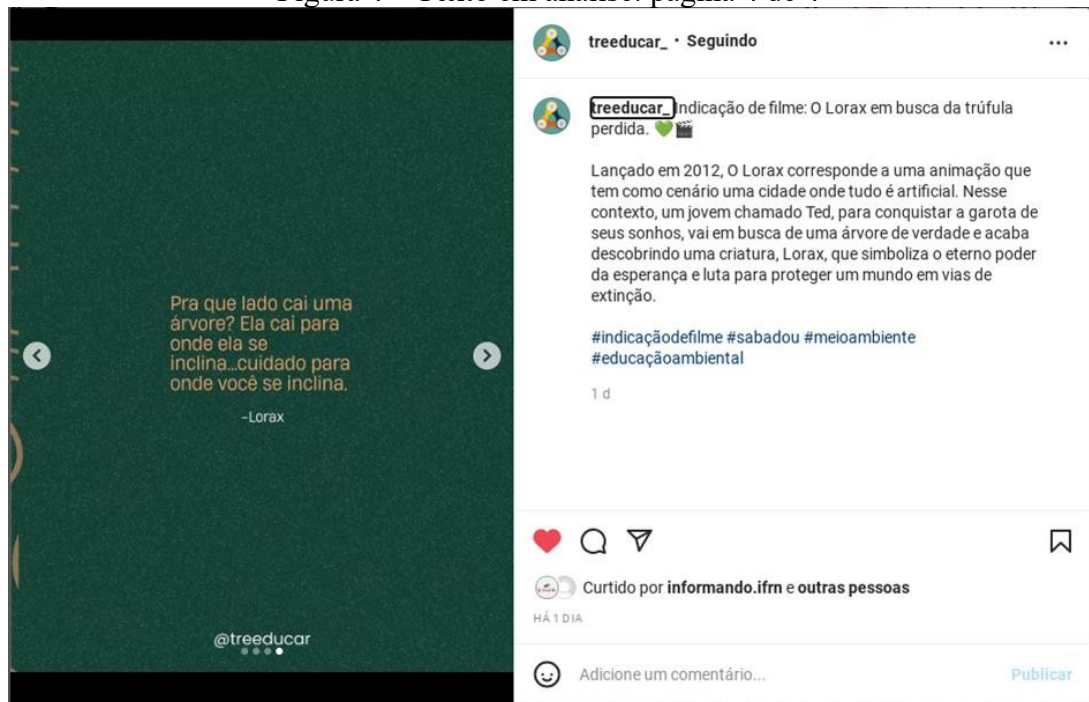 Pra que lado cai uma
árvore? Ela cai para
onde ela se
inclina...cuidado para
onde você se inclina.
-Lorax
@treeducar
treeducar_ • Seguindo
treeducar_ Indicação de filme: O Lorax em busca da trúfula
perdida. 💚🎬
Lançado em 2012, O Lorax corresponde a uma animação que
tem como cenário uma cidade onde tudo é artificial. Nesse
contexto, um jovem chamado Ted, para conquistar a garota de
seus sonhos, vai em busca de uma árvore de verdade e acaba
descobrindo uma criatura, Lorax, que simboliza o eterno poder
da esperança e luta para proteger um mundo em vias de
extinção.
#indicaçãodefilme #sabadou #meioambiente
#educaçãoambiental
1 d
Curtido por informando.ifrn e outras pessoas
HÁ 1 DIA
Adicione um comentário...
Publicar